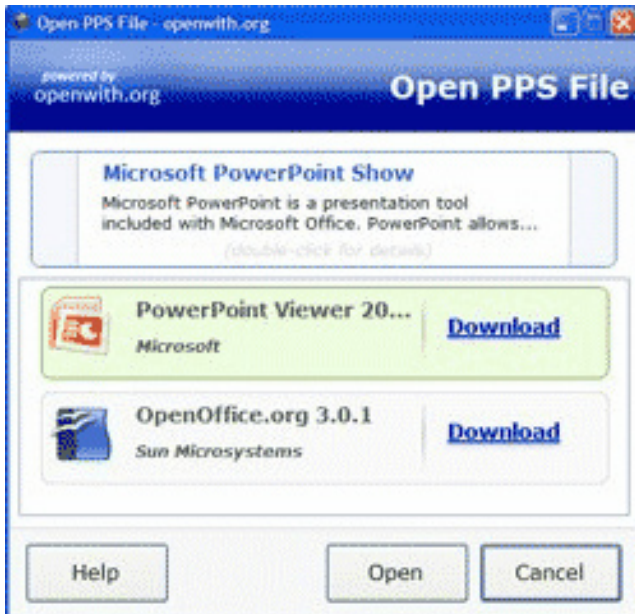 Open PPS File - openwith.org
powered by
openwith.org
Open PPS File
Microsoft PowerPoint Show
Microsoft PowerPoint is a presentation tool
included with Microsoft Office. PowerPoint allows...
(double-click for details)
PowerPoint Viewer 20...
Microsoft
Download
OpenOffice.org 3.0.1
Sun Microsystems
Download
Help
Open
Cancel